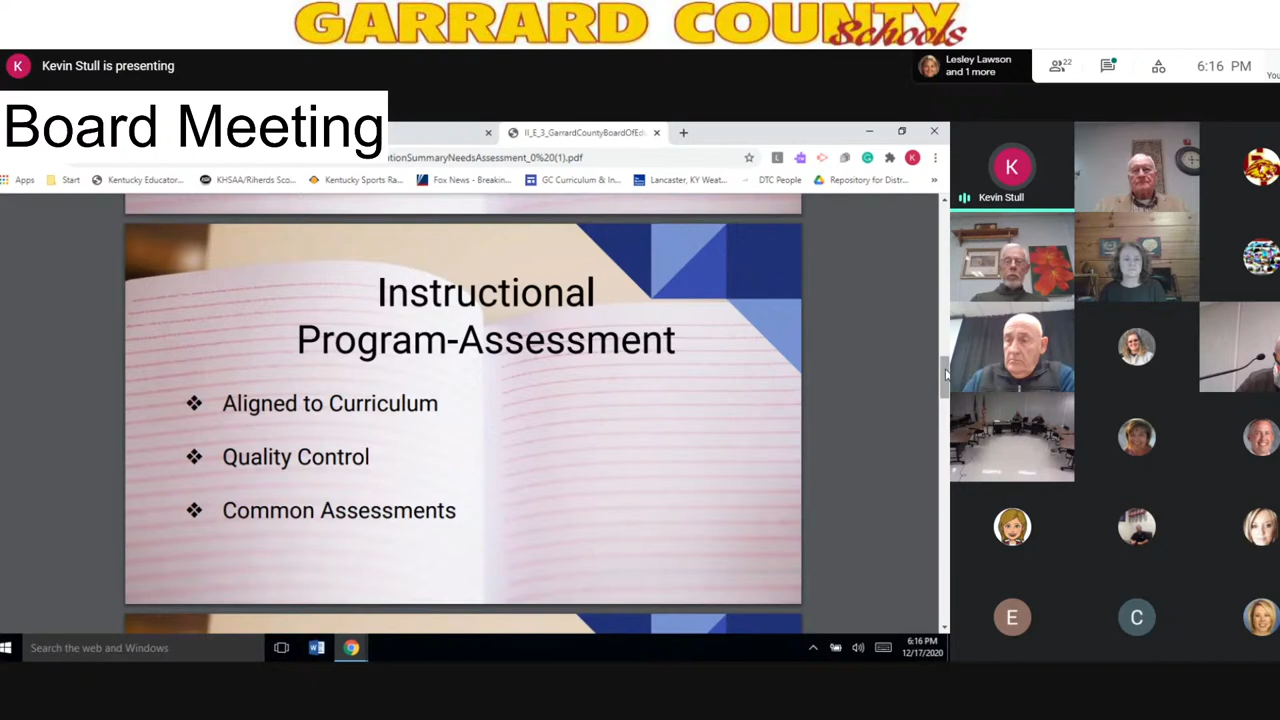 GARRARD COUNTY
Schools
K
Kevin Stull is presenting
Lesley Lawson
and 1 more
22
6:16 PM
You
Board Meeting
II_E_3_GarrardCountyBoardOfEdu
tionSummaryNeedsAssessment_0%20(1).pdf
L
K
Apps
Start
Kentucky Educator...
KHSAA/Riherds Sco...
Kentucky Sports Ra...
Fox News - Breakin...
GC Curriculum & In...
Lancaster, KY Weat...
DTC People
Repository for Distr...
»
Instructional
Program-Assessment
❖ Aligned to Curriculum
❖ Quality Control
❖ Common Assessments
K
Kevin Stull
E
C
Search the web and Windows
6:16 PM
12/17/2020